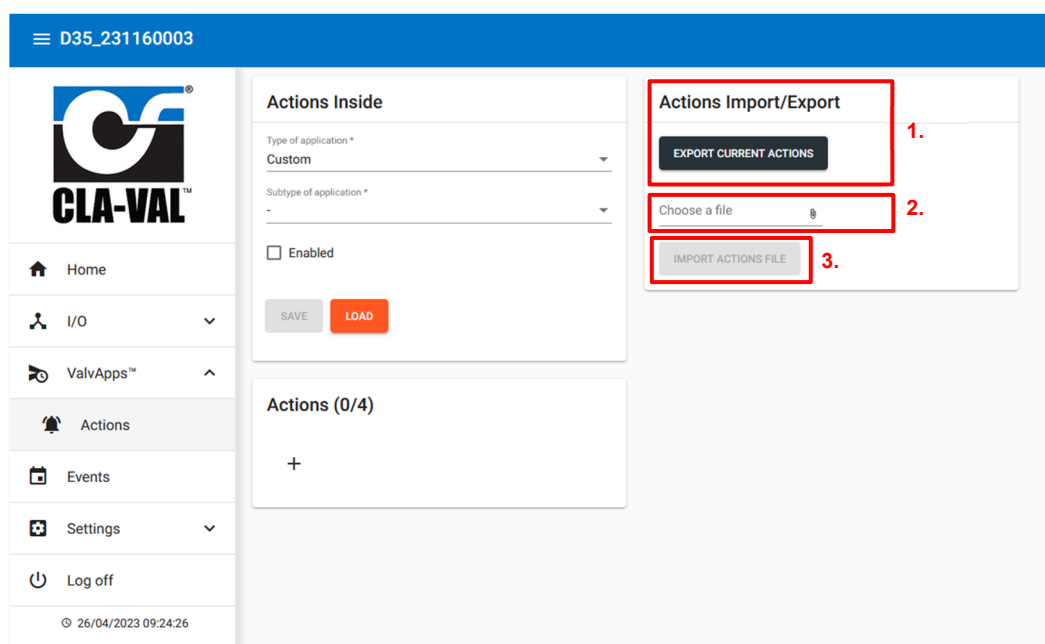 D35_231160003
CLA-VAL™
®
Home
I/O
ValvApps™
Actions
Events
Settings
Log off
26/04/2023 09:24:26
Actions Inside
Type of application *
Custom
Subtype of application *
-
Enabled
SAVE
LOAD
Actions (0/4)
+
Actions Import/Export
1.
EXPORT CURRENT ACTIONS
Choose a file
2.
IMPORT ACTIONS FILE
3.